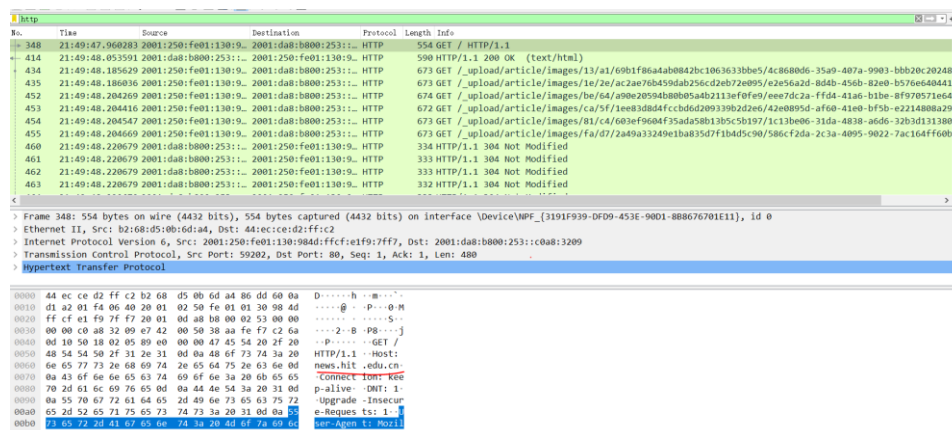 http
No. Time Source Destination Protocol Length Info
348 21:49:47.960283 2001:250:fe01:130:9… 2001:da8:b800:253::… HTTP 554 GET / HTTP/1.1
414 21:49:48.053591 2001:da8:b800:253::… 2001:250:fe01:130:9… HTTP 590 HTTP/1.1 200 OK (text/html)
434 21:49:48.185629 2001:250:fe01:130:9… 2001:da8:b800:253::… HTTP 673 GET /_upload/article/images/13/a1/69b1f86a4ab0842bc1063633bbe5/4c8680d6-35a9-407a-9903-bbb20c20248
435 21:49:48.186036 2001:250:fe01:130:9… 2001:da8:b800:253::… HTTP 673 GET /_upload/article/images/1e/2e/ac2ae76b459dab256cd2eb72e095/e2e56a2d-8d4b-456b-82e0-b576e640441
452 21:49:48.204269 2001:250:fe01:130:9… 2001:da8:b800:253::… HTTP 674 GET /_upload/article/images/be/64/a90e20594b80b05a4b2113ef0fe9/eee7dc2a-ffd4-41a6-b1be-8f970571e64
453 21:49:48.204416 2001:250:fe01:130:9… 2001:da8:b800:253::… HTTP 672 GET /_upload/article/images/ca/5f/1ee83d8d4fccbd6d209339b2d2e6/42e0895d-af60-41e0-bf5b-e2214808a29
454 21:49:48.204547 2001:250:fe01:130:9… 2001:da8:b800:253::… HTTP 673 GET /_upload/article/images/81/c4/603ef9604f35ada58b13b5c5b197/1c13be06-31da-4838-a6d6-32b3d131380
455 21:49:48.204669 2001:250:fe01:130:9… 2001:da8:b800:253::… HTTP 673 GET /_upload/article/images/fa/d7/2a49a33249e1ba835d7f1b4d5c90/586cf2da-2c3a-4095-9022-7ac164ff60b
460 21:49:48.220679 2001:da8:b800:253::… 2001:250:fe01:130:9… HTTP 334 HTTP/1.1 304 Not Modified
461 21:49:48.220679 2001:da8:b800:253::… 2001:250:fe01:130:9… HTTP 333 HTTP/1.1 304 Not Modified
462 21:49:48.220679 2001:da8:b800:253::… 2001:250:fe01:130:9… HTTP 333 HTTP/1.1 304 Not Modified
463 21:49:48.220679 2001:da8:b800:253::… 2001:250:fe01:130:9… HTTP 332 HTTP/1.1 304 Not Modified
> Frame 348: 554 bytes on wire (4432 bits), 554 bytes captured (4432 bits) on interface \Device\NPF_{3191F939-DFD9-453E-90D1-8B8676701E11}, id 0
> Ethernet II, Src: b2:68:d5:0b:6d:a4, Dst: 44:ec:ce:d2:ff:c2
> Internet Protocol Version 6, Src: 2001:250:fe01:130:984d:ffcf:e1f9:7ff7, Dst: 2001:da8:b800:253::c0a8:3209
> Transmission Control Protocol, Src Port: 59202, Dst Port: 80, Seq: 1, Ack: 1, Len: 480
> Hypertext Transfer Protocol
0000 44 ec ce d2 ff c2 b2 68 d5 0b 6d a4 86 dd 60 0a D······h ··m···`·
0010 d1 a2 01 f4 06 40 20 01 02 50 fe 01 01 30 98 4d ·····@ · ·P···0·M
0020 ff cf e1 f9 7f f7 20 01 0d a8 b8 00 02 53 00 00 ······ · ·····S··
0030 00 00 c0 a8 32 09 e7 42 00 50 38 aa fe f7 c2 6a ····2··B ·P8····j
0040 0d 10 50 18 02 05 89 e0 00 00 47 45 54 20 2f 20 ··P····· ··GET /
0050 48 54 54 50 2f 31 2e 31 0d 0a 48 6f 73 74 3a 20 HTTP/1.1 ··Host:
0060 6e 65 77 73 2e 68 69 74 2e 65 64 75 2e 63 6e 0d news.hit .edu.cn·
0070 0a 43 6f 6e 6e 65 63 74 69 6f 6e 3a 20 6b 65 65 ·Connect ion: kee
0080 70 2d 61 6c 69 76 65 0d 0a 44 4e 54 3a 20 31 0d p-alive· ·DNT: 1·
0090 0a 55 70 67 72 61 64 65 2d 49 6e 73 65 63 75 72 ·Upgrade -Insecur
00a0 65 2d 52 65 71 75 65 73 74 73 3a 20 31 0d 0a 55 e-Reques ts: 1··U
00b0 73 65 72 2d 41 67 65 6e 74 3a 20 4d 6f 7a 69 6c ser-Agen t: Mozil